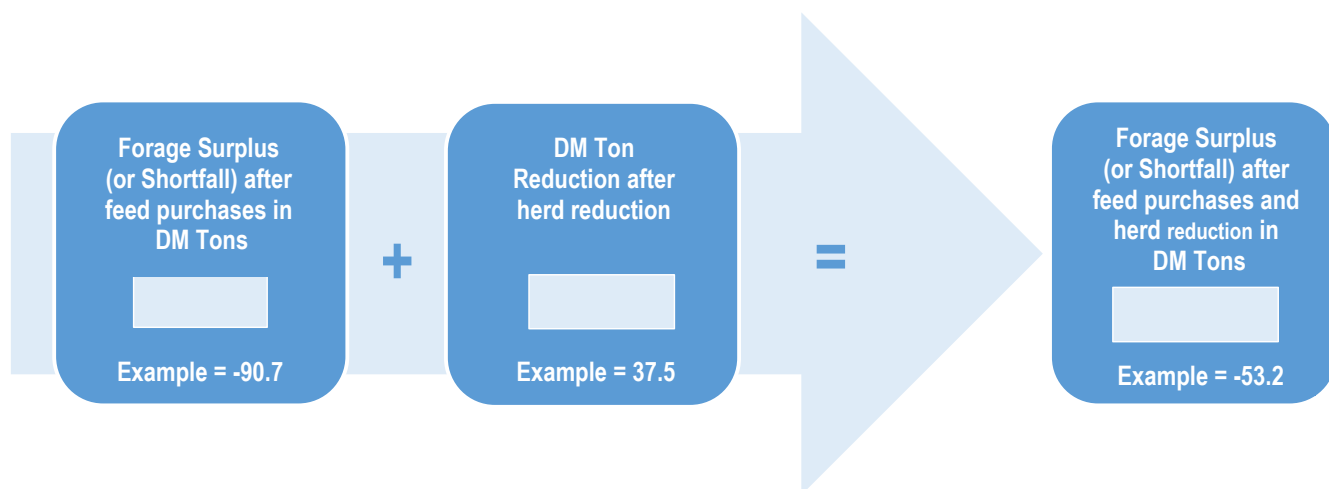 Forage Surplus
(or Shortfall) after
feed purchases in
DM Tons
Example = -90.7
+
DM Ton
Reduction after
herd reduction
Example = 37.5
=
Forage Surplus
(or Shortfall) after
feed purchases and
herd reduction in
DM Tons
Example = -53.2